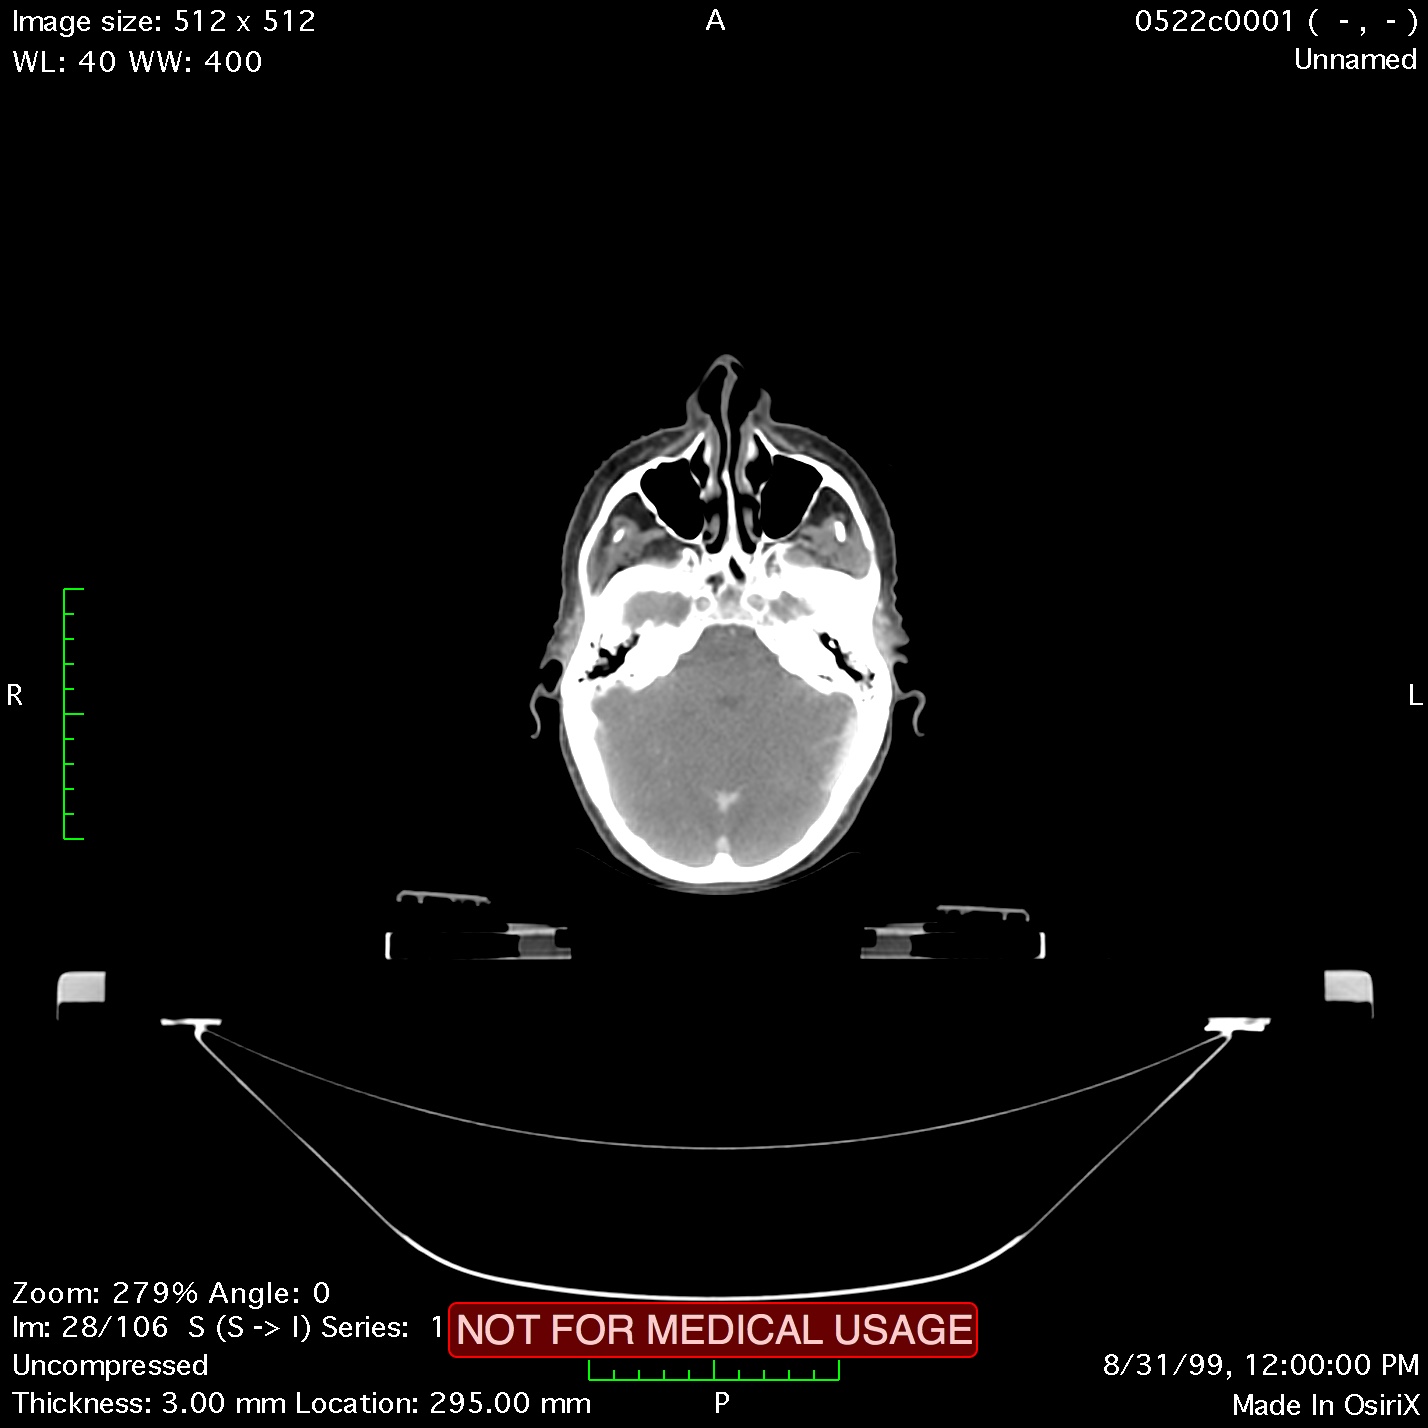 Image size: 512 x 512
WL: 40 WW: 400
A
0522c0001 ( -, -)
Unnamed
R
L
Zoom: 279% Angle: 0
Im: 28/106 S (S -> I) Series: 1
Uncompressed
Thickness: 3.00 mm Location: 295.00 mm
NOT FOR MEDICAL USAGE
P
8/31/99, 12:00:00 PM
Made In OsiriX